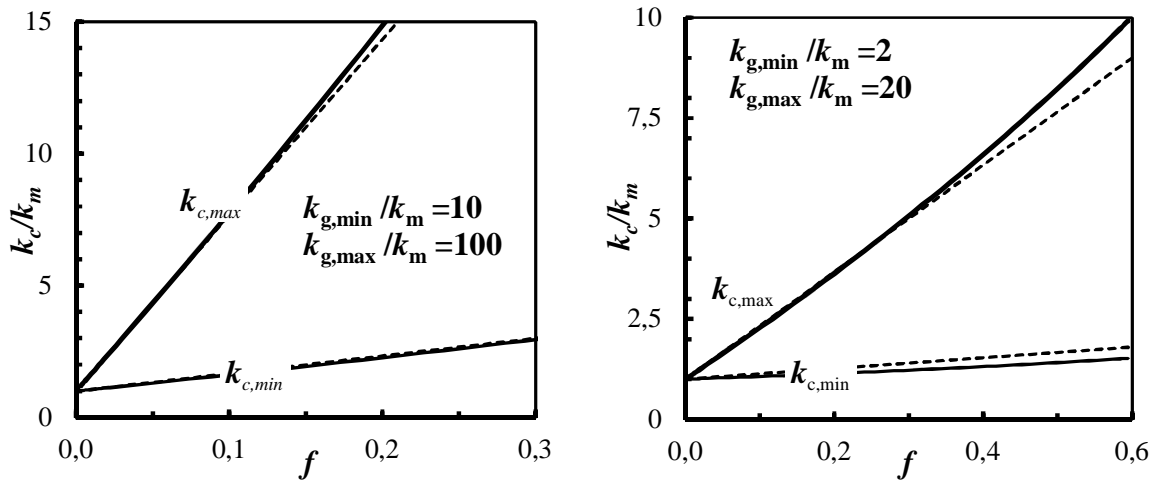 15
10
5
0
k_c/k_m
k_c,max
k_g,min /k_m =10
k_g,max /k_m =100
k_c,min
0,0
0,1
0,2
0,3
f
10
7,5
5
2,5
0
k_c/k_m
k_g,min /k_m =2
k_g,max /k_m =20
k_c,max
k_c,min
0,0
0,2
0,4
0,6
f